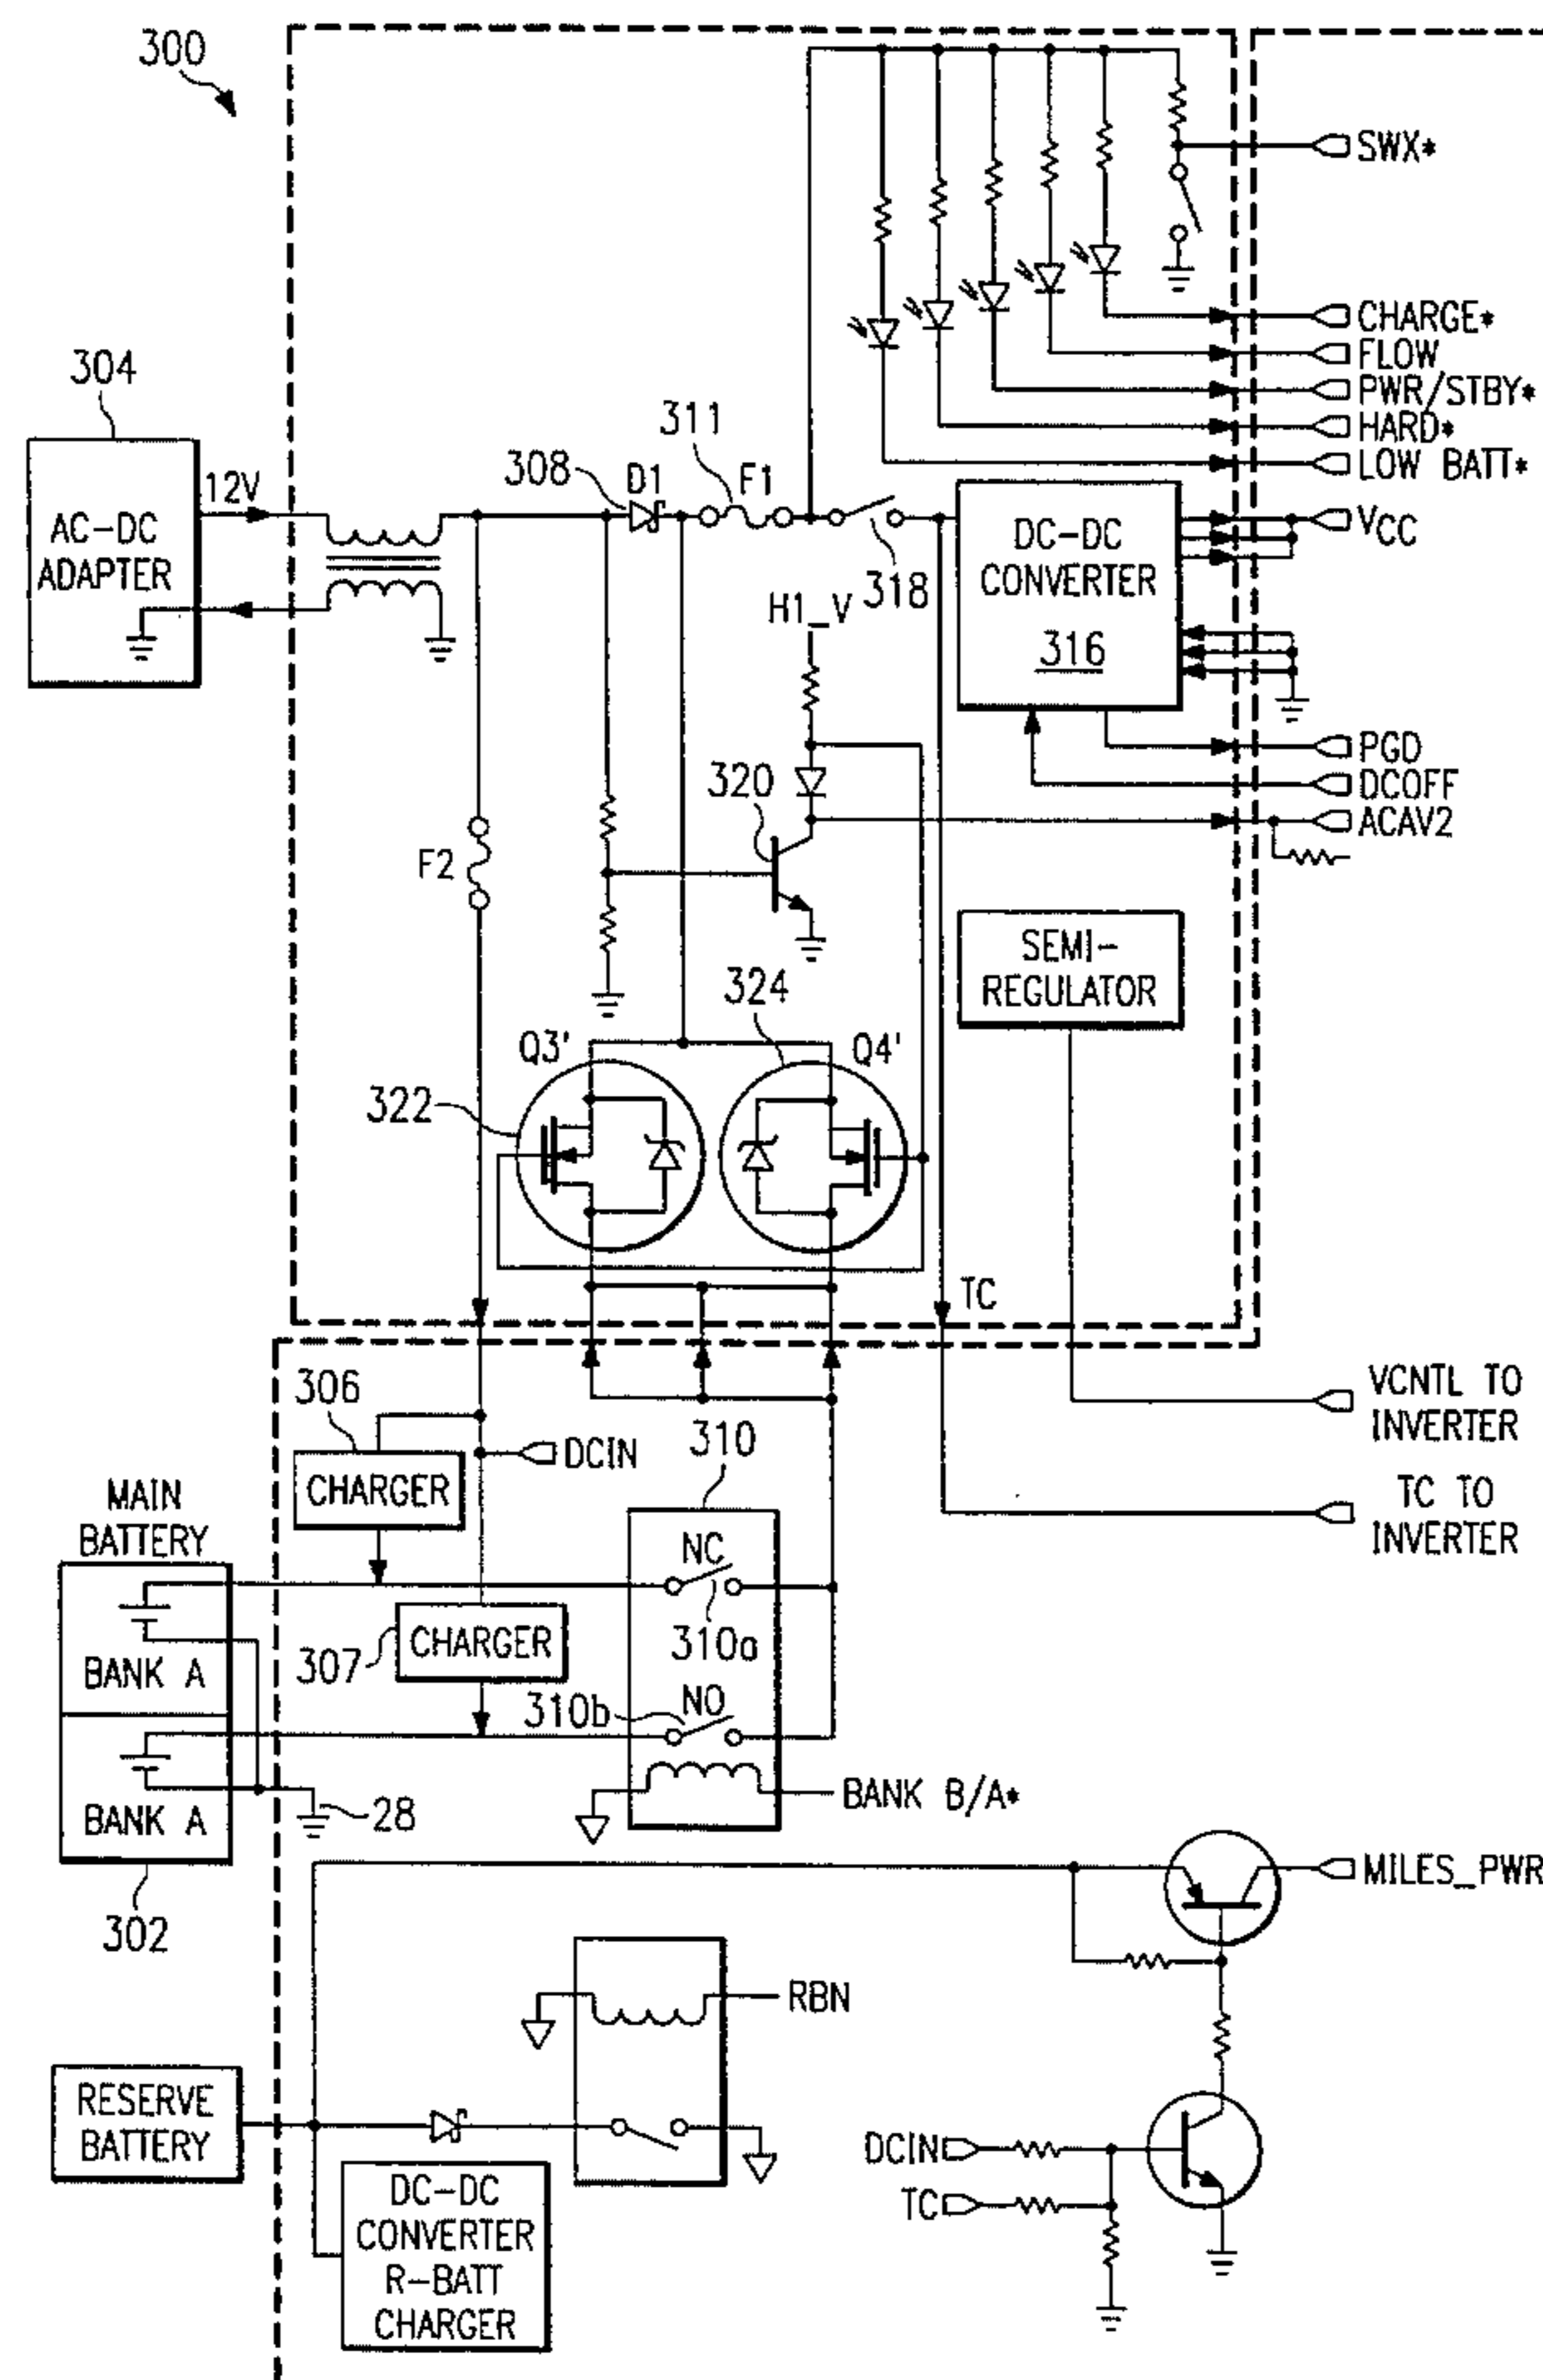 300
SWX*
CHARGE*
FLOW
PWR/STBY*
HARD*
LOW BATT*
304
311
12V
308
D1
F1
AC-DC
ADAPTER
318
DC-DC
CONVERTER
316
VCC
H1_V
PGD
DCOFF
ACAV2
320
F2
SEMI-
REGULATOR
324
Q3'
Q4'
322
TC
306
310
DCIN
CHARGER
VCNTL TO
INVERTER
TC TO
INVERTER
MAIN
BATTERY
NC
310a
BANK A
307
CHARGER
310b
NO
BANK A
28
BANK B/A*
302
MILES_PWR
RBN
RESERVE
BATTERY
DCIN
TC
DC-DC
CONVERTER
R-BATT
CHARGER